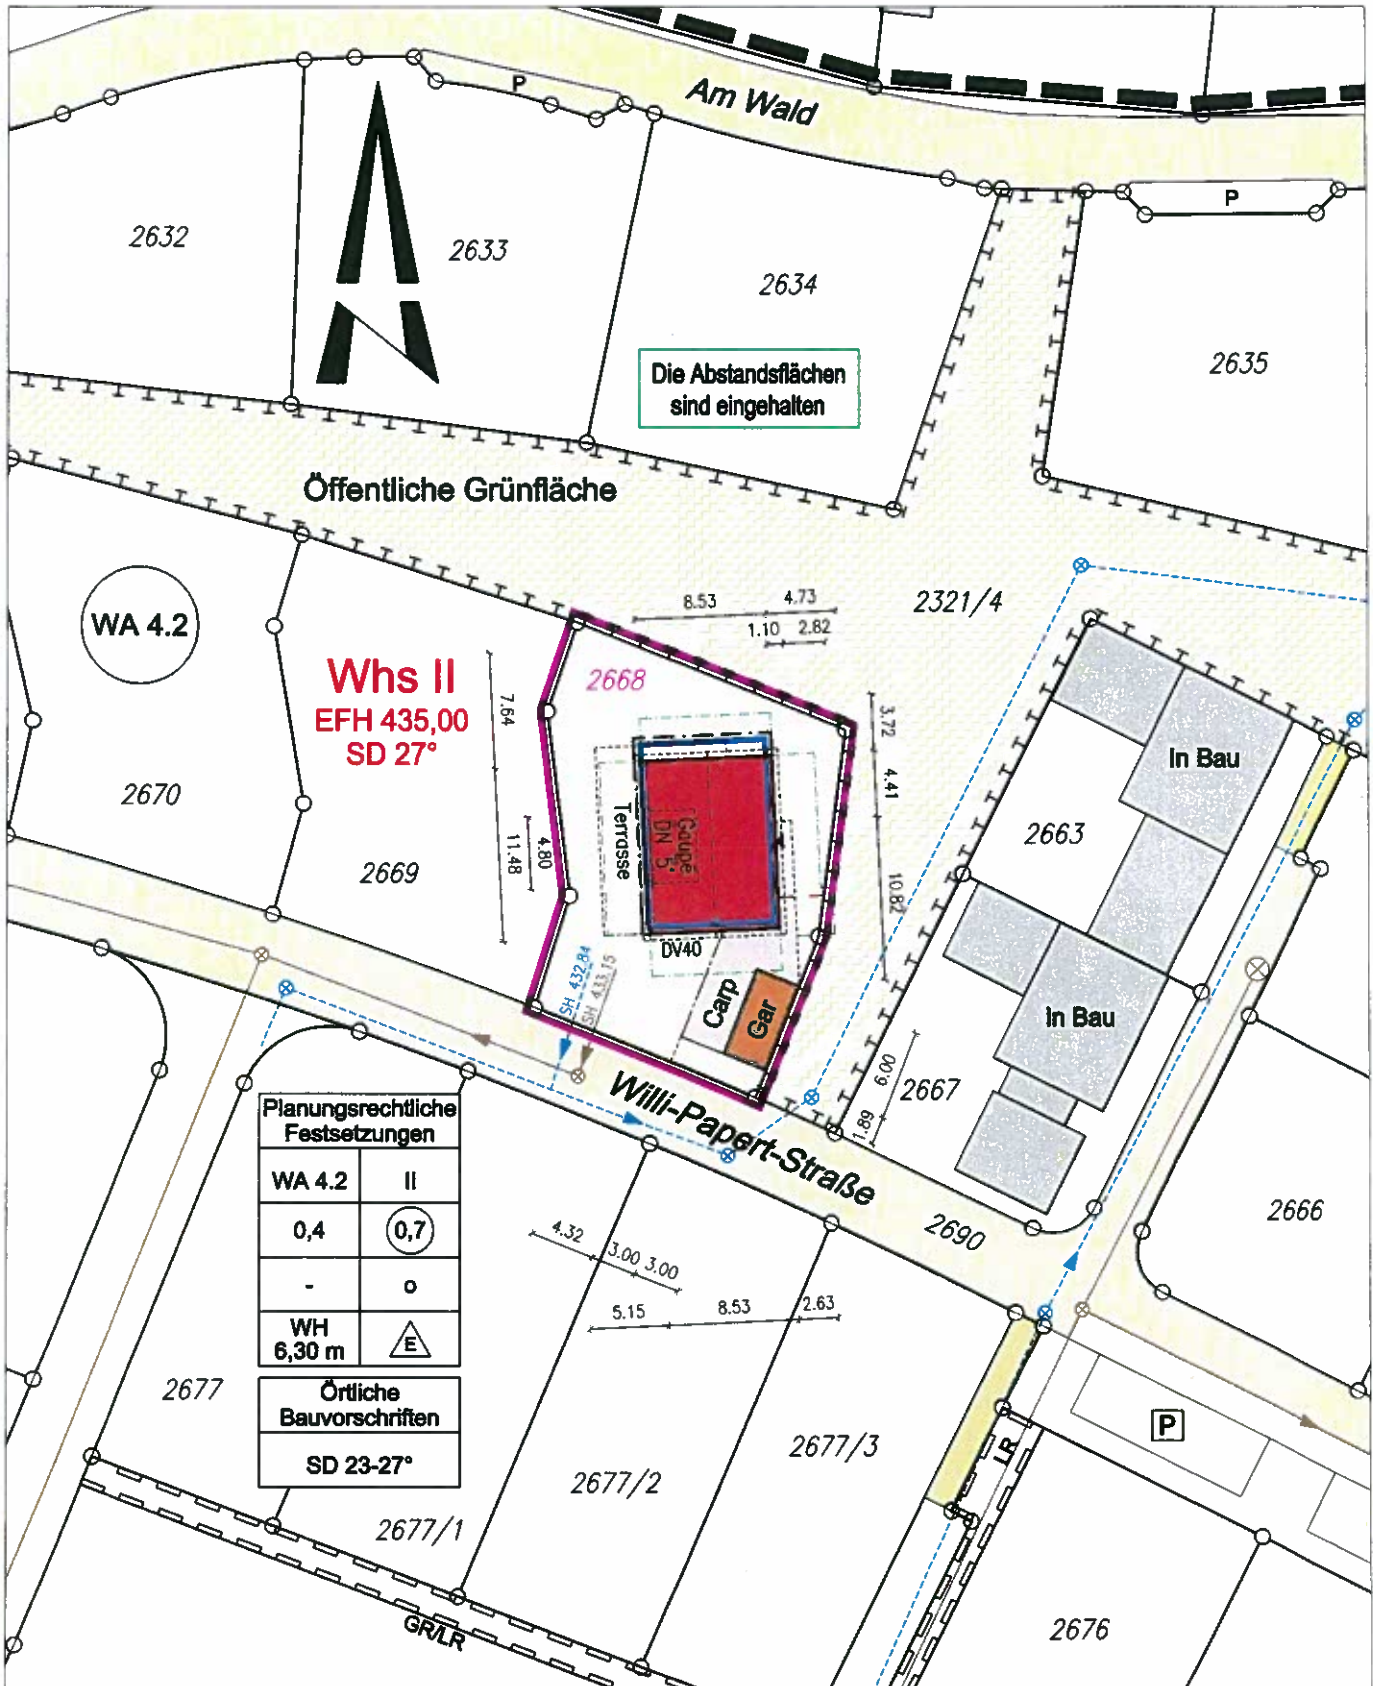 Am Wald
P
P
2632
2633
2634
2635
Die Abstandsflächen
sind eingehalten
Öffentliche Grünfläche
2321/4
WA 4.2
Whs II
EFH 435,00
SD 27°
2668
8.53
4.73
1.10
2.82
7.64
4.80
11.48
3.72
4.41
10.82
Terrasse
Gaupe
DN 5°
DV40
SH 432.84
SH 433.15
Carp
Gar
In Bau
2663
In Bau
2670
2669
2667
6.00
1.89
Willi-Papert-Straße
2690
2666
Planungsrechtliche
Festsetzungen
WA 4.2
II
0,4
0,7
-
o
WH
6,30 m
E
Örtliche
Bauvorschriften
SD 23-27°
4.32
3.00
3.00
5.15
8.53
2.63
2677
2677/1
2677/2
2677/3
LR
P
GR/LR
2676